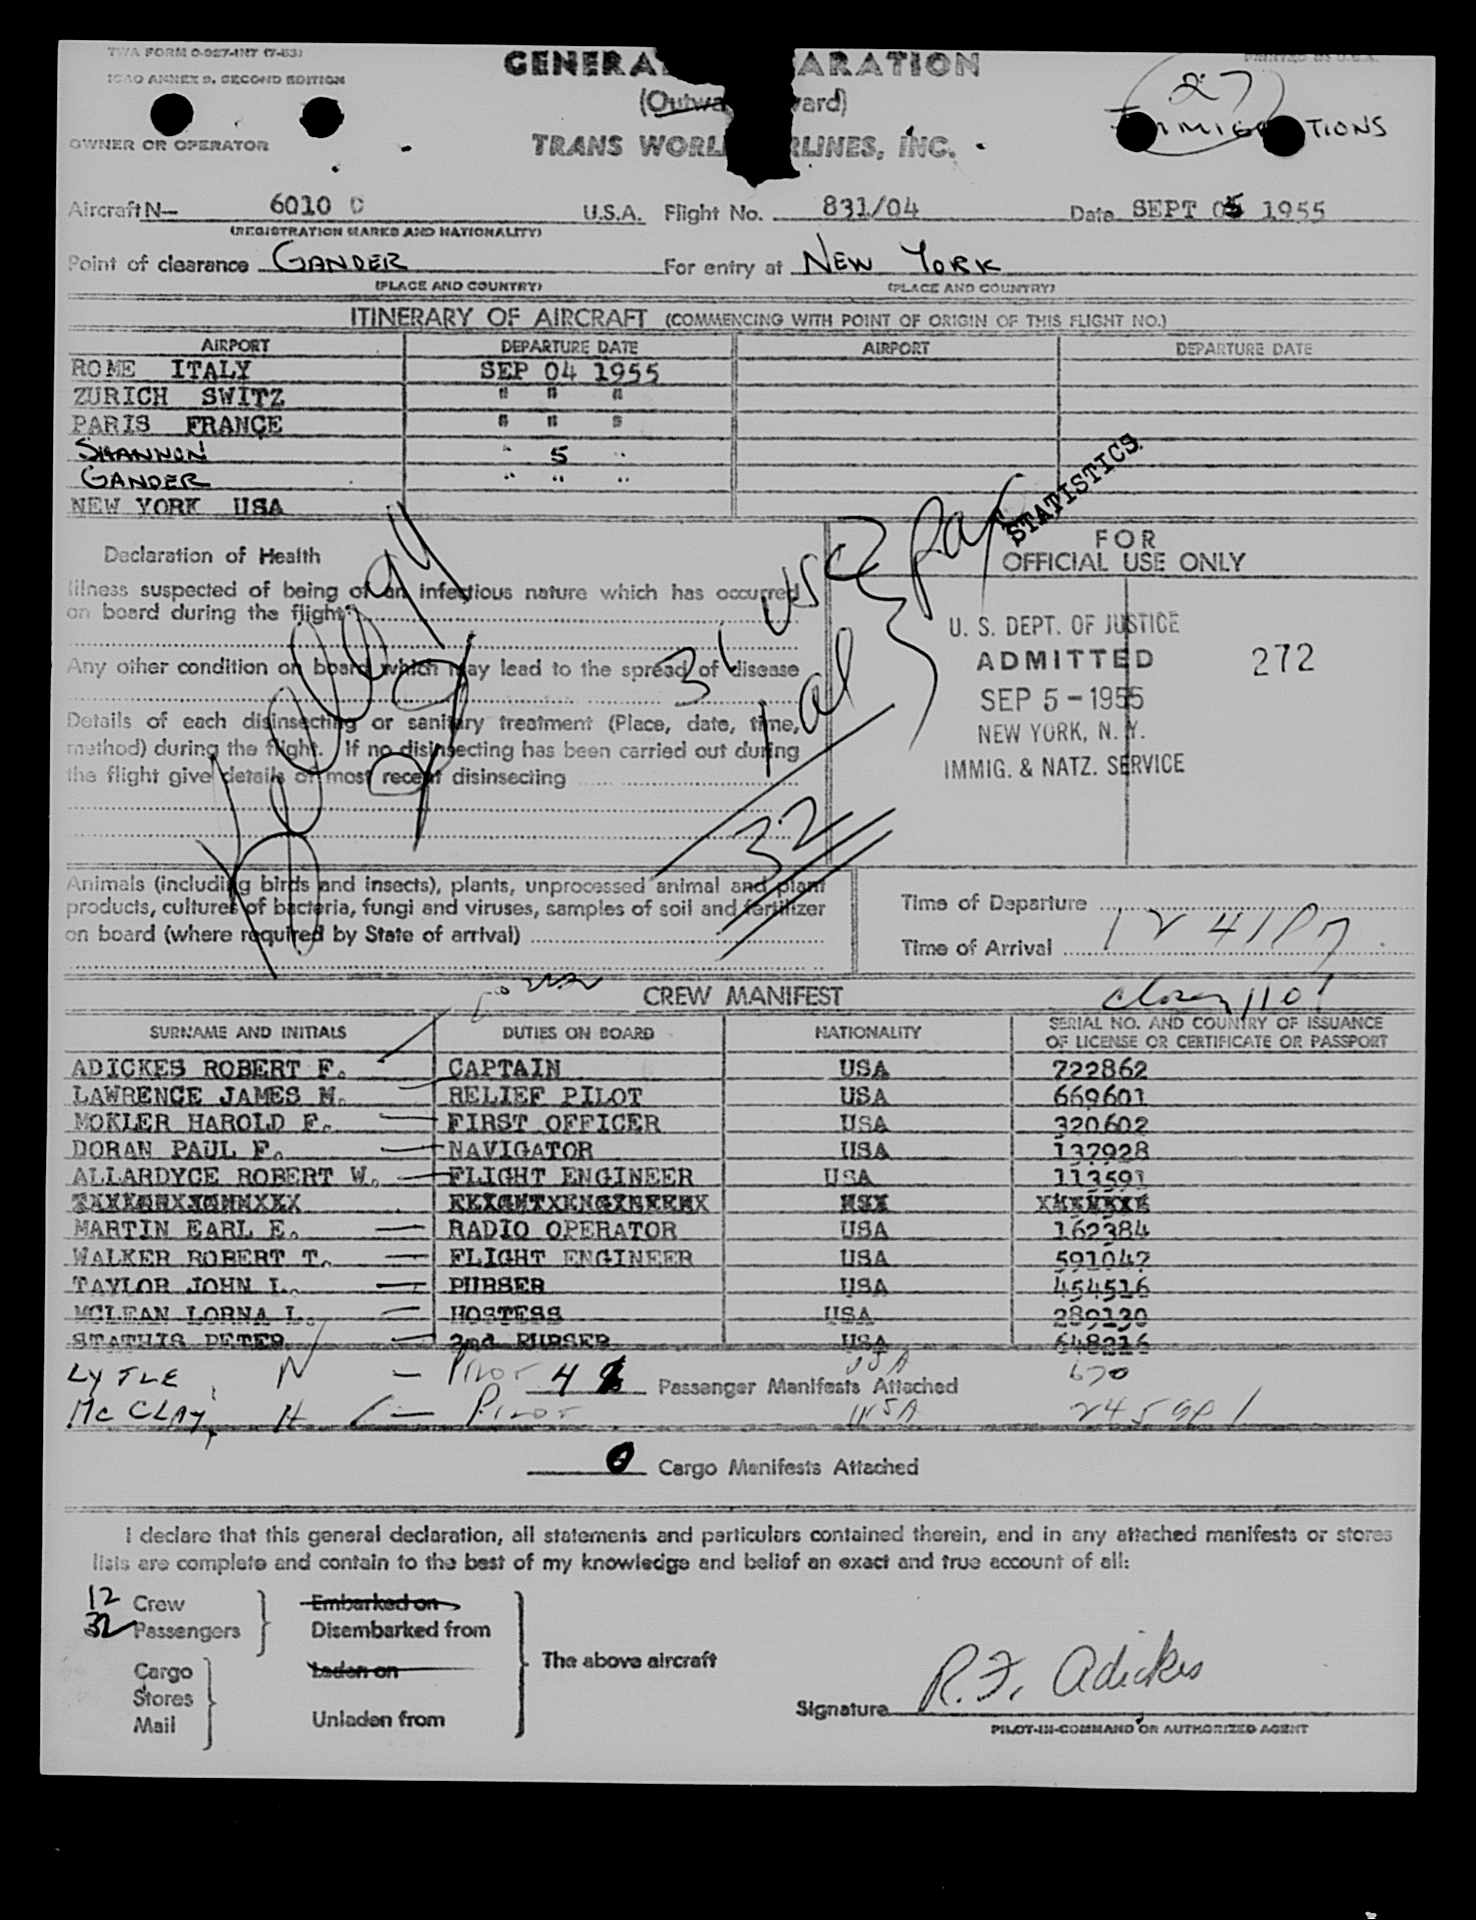 TWA FORM O-927-INT (7-53)
ICAO ANNEX 9, SECOND EDITION
PRINTED IN U.S.A.
GENERA ARATION
27
(Outwa ward)
TIONS
OWNER OR OPERATOR
TRANS WORL RLINES, INC.
Aircraft N— 6010 C U.S.A. Flight No. 831/04 Date SEPT 05 1955
(REGISTRATION MARKS AND NATIONALITY)
Point of clearance GANDER For entry at NEW YORK
(PLACE AND COUNTRY) (PLACE AND COUNTRY)
ITINERARY OF AIRCRAFT (COMMENCING WITH POINT OF ORIGIN OF THIS FLIGHT NO.)
AIRPORT DEPARTURE DATE AIRPORT DEPARTURE DATE
ROME ITALY SEP 04 1955
ZURICH SWITZ " " "
PARIS FRANCE " " "
SHANNON " 5 "
GANDER " " "
NEW YORK USA
STATISTICS
Declaration of Health
FOR
OFFICIAL USE ONLY
Illness suspected of being of an infectious nature which has occurred
on board during the flight
Any other condition on board which may lead to the spread of disease
Details of each disinsecting or sanitary treatment (Place, date, time,
method) during the flight. If no disinsecting has been carried out during
the flight give details of most recent disinsecting
31 USC
1 al
32
pax
U. S. DEPT. OF JUSTICE
ADMITTED 272
SEP 5 - 1955
NEW YORK, N. Y.
IMMIG. & NATZ. SERVICE
Animals (including birds and insects), plants, unprocessed animal and plant
products, cultures of bacteria, fungi and viruses, samples of soil and fertilizer
on board (where required by State of arrival)
Time of Departure
Time of Arrival 1241P
CREW MANIFEST
SURNAME AND INITIALS DUTIES ON BOARD NATIONALITY SERIAL NO. AND COUNTRY OF ISSUANCE
OF LICENSE OR CERTIFICATE OR PASSPORT
ADICKES ROBERT F. CAPTAIN USA 722862
LAWRENCE JAMES M. RELIEF PILOT USA 669601
MOKLER HAROLD F. FIRST OFFICER USA 320602
DORAN PAUL F. NAVIGATOR USA 137928
ALLARDYCE ROBERT W. FLIGHT ENGINEER USA 113591
MARTIN EARL E. RADIO OPERATOR USA 162384
WALKER ROBERT T. FLIGHT ENGINEER USA 591042
TAYLOR JOHN I. PURSER USA 454516
MCLEAN LORNA L. HOSTESS USA 289130
STATHIS PETER 2nd PURSER USA 648216
LYTLE, N — PILOT USA 670
4 Passenger Manifests Attached
MC CLAY, H — PILOT USA
0 Cargo Manifests Attached
I declare that this general declaration, all statements and particulars contained therein, and in any attached manifests or stores
lists are complete and contain to the best of my knowledge and belief an exact and true account of all:
12 Crew
32 Passengers
Cargo
Stores
Mail
Embarked on
Disembarked from
Laden on
Unladen from
The above aircraft
Signature R. F. Adickes
PILOT-IN-COMMAND OR AUTHORIZED AGENT